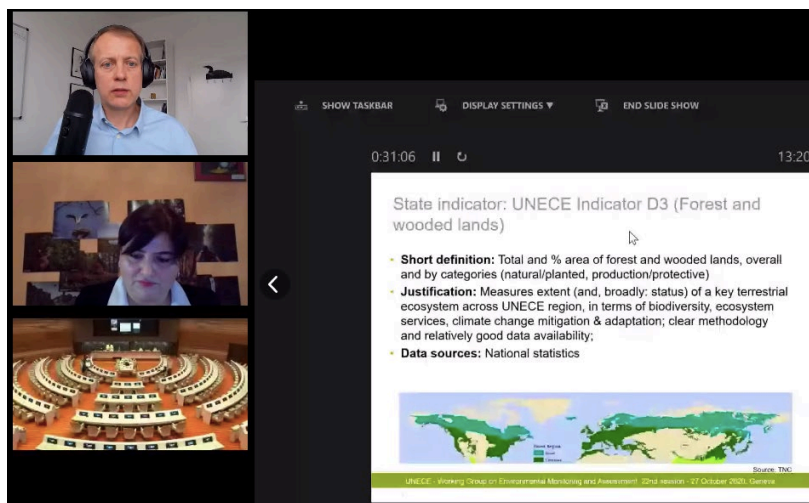 SHOW TASKBAR
DISPLAY SETTINGS ▼
END SLIDE SHOW
0:31:06
13:20
State indicator: UNECE Indicator D3 (Forest and
wooded lands)
• Short definition: Total and % area of forest and wooded lands, overall
and by categories (natural/planted, production/protective)
• Justification: Measures extent (and, broadly: status) of a key terrestrial
ecosystem across UNECE region, in terms of biodiversity, ecosystem
services, climate change mitigation & adaptation; clear methodology
and relatively good data availability;
• Data sources: National statistics
Source: TNC
UNECE - Working Group on Environmental Monitoring and Assessment 22nd session - 27 October 2020, Geneva